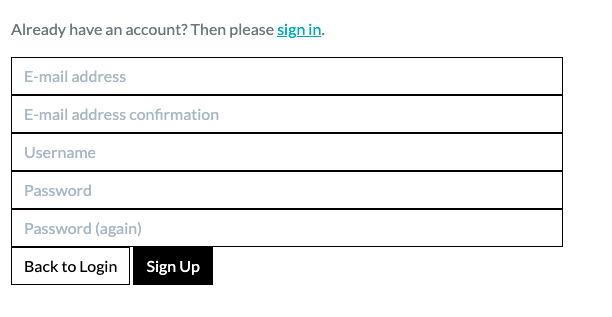 Already have an account? Then please sign in.
E-mail address
E-mail address confirmation
Username
Password
Password (again)
Back to Login Sign Up